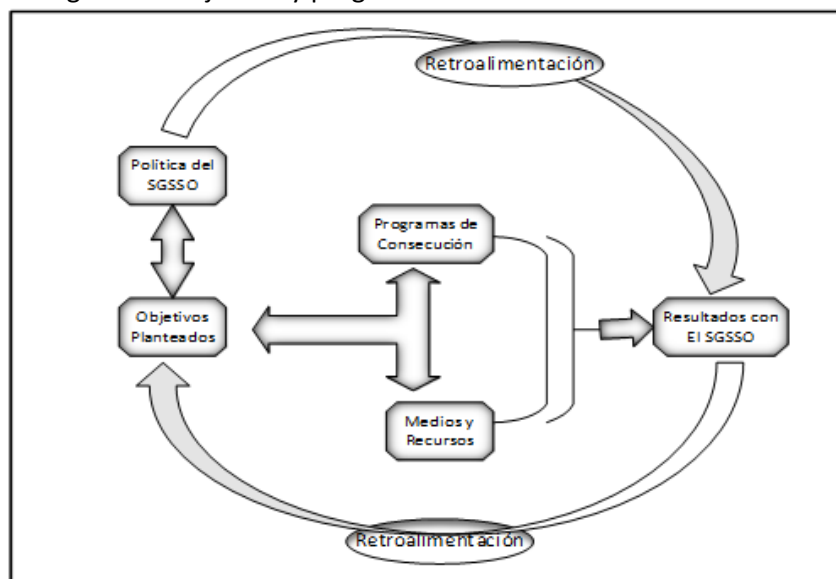 Retroalimentación
Política del
SGSSO
Programas de
Consecución
Objetivos
Planteados
Resultados con
El SGSSO
Medios y
Recursos
Retroalimentación